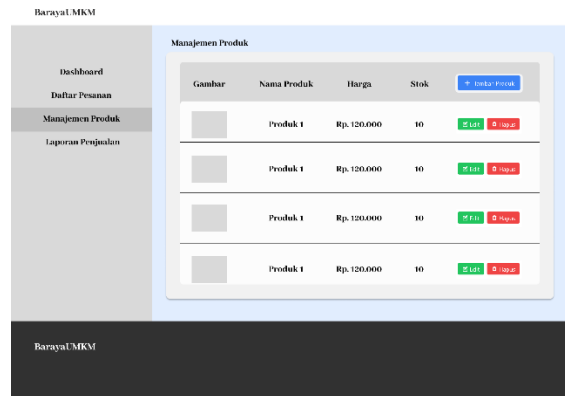 BarayaUMKM
Manajemen Produk
Dashboard
Daftar Pesanan
Manajemen Produk
Laporan Penjualan
Gambar Nama Produk Harga Stok + Tambar Produk
Produk 1 Rp. 120.000 10 Edit Hapus
Produk 1 Rp. 120.000 10 Edit Hapus
Produk 1 Rp. 120.000 10 Edit Hapus
Produk 1 Rp. 120.000 10 Edit Hapus
BarayaUMKM